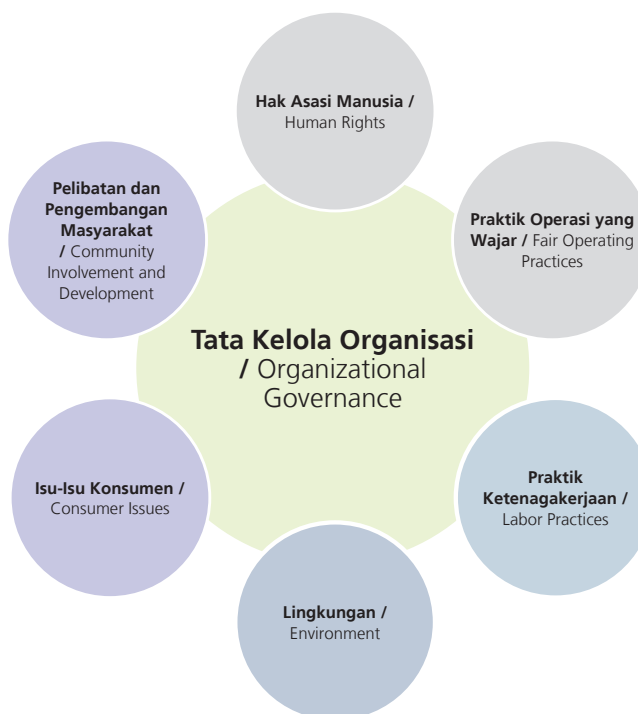 Hak Asasi Manusia /
Human Rights
Pelibatan dan
Pengembangan
Masyarakat
/ Community
Involvement and
Development
Praktik Operasi yang
Wajar / Fair Operating
Practices
Tata Kelola Organisasi
/ Organizational
Governance
Isu-Isu Konsumen /
Consumer Issues
Praktik
Ketenagakerjaan /
Labor Practices
Lingkungan /
Environment